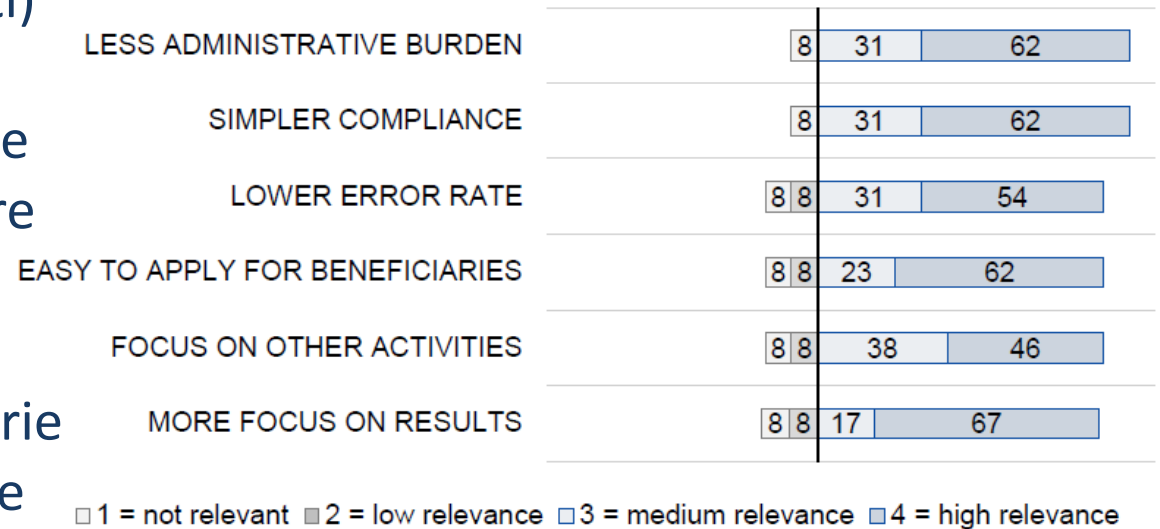 LESS ADMINISTRATIVE BURDEN 8 31 62
SIMPLER COMPLIANCE 8 31 62
e
LOWER ERROR RATE 8 8 31 54
re
EASY TO APPLY FOR BENEFICIARIES 8 8 23 62
FOCUS ON OTHER ACTIVITIES 8 8 38 46
rie
MORE FOCUS ON RESULTS 8 8 17 67
e
1 = not relevant 2 = low relevance 3 = medium relevance 4 = high relevance